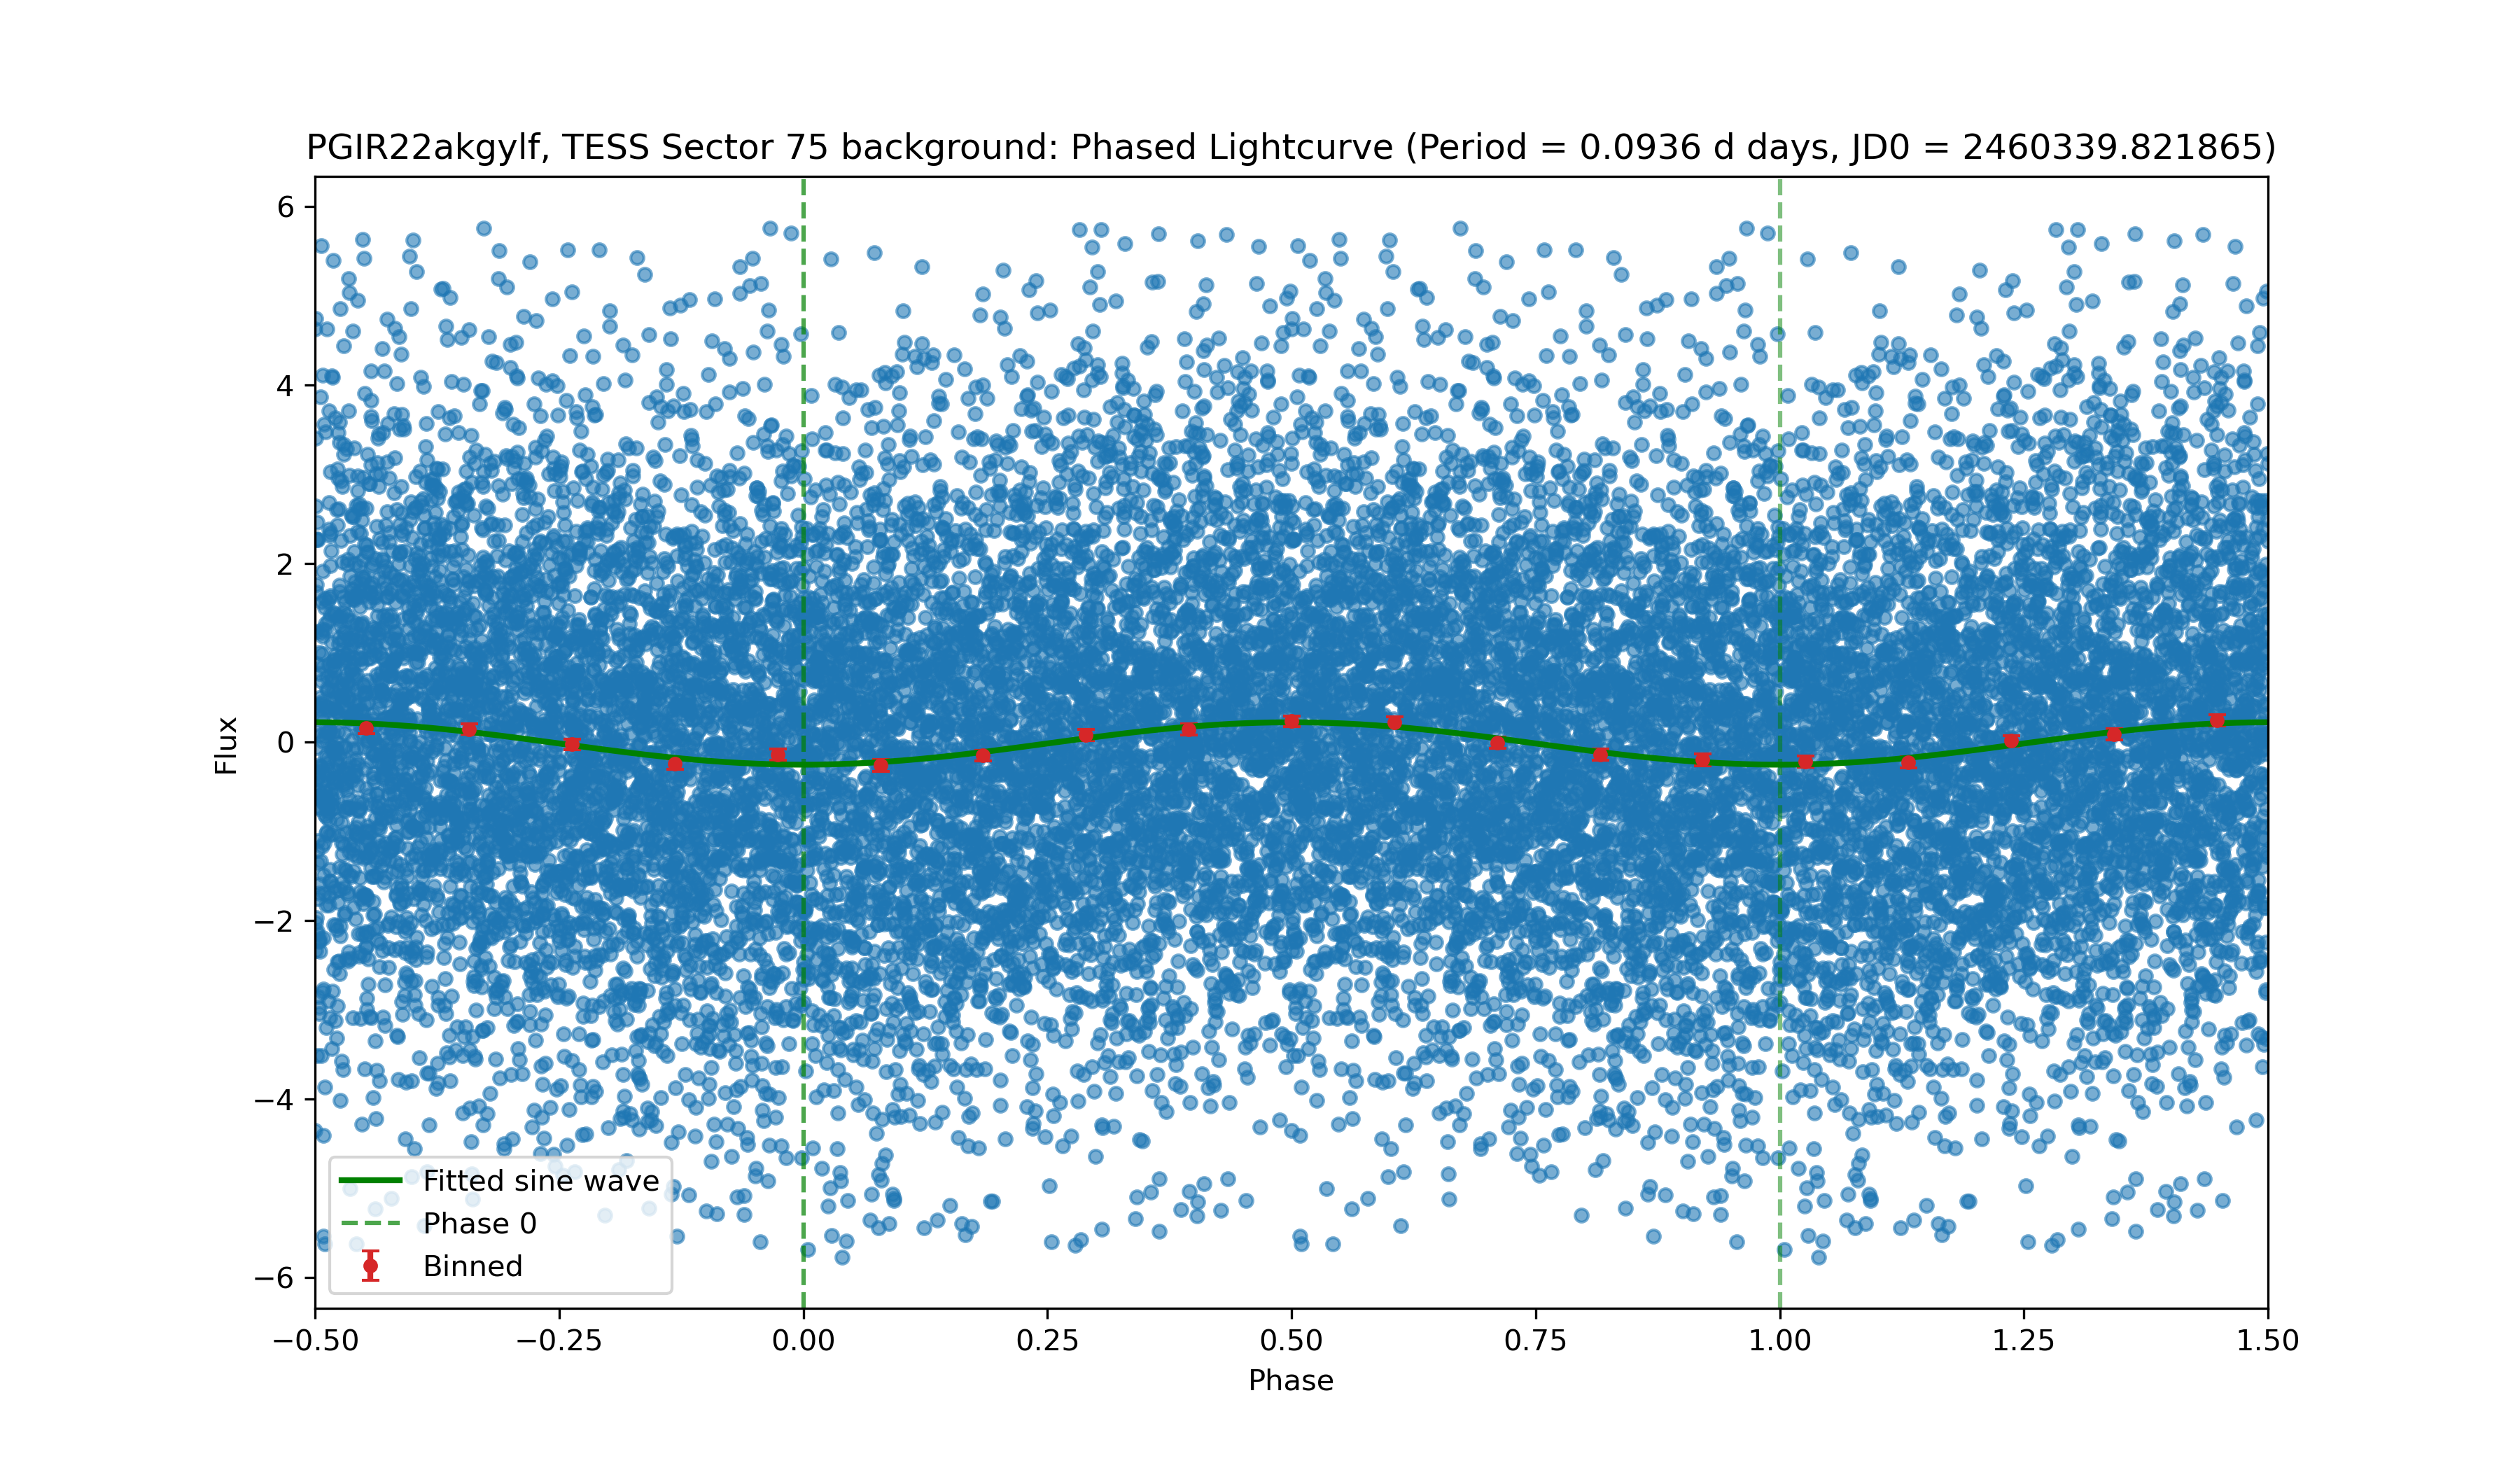 PGIR22akgylf, TESS Sector 75 background: Phased Lightcurve (Period = 0.0936 d days, JD0 = 2460339.821865)
6
4
2
0
−2
−4
−6
Flux
Fitted sine wave
Phase 0
Binned
−0.50 −0.25 0.00 0.25 0.50 0.75 1.00 1.25 1.50
Phase